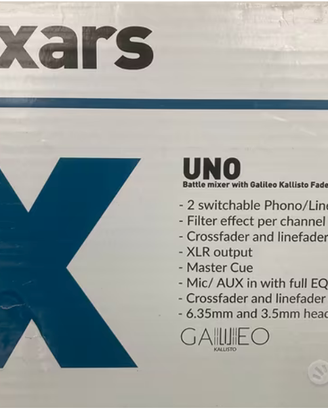 xars
X
UNO
Battle mixer with Galileo Kallisto Fade
- 2 switchable Phono/Lin
- Filter effect per channel
- Crossfader and linefader
- XLR output
- Master Cue
- Mic/ AUX in with full EQ
- Crossfader and linefader
- 6.35mm and 3.5mm head
GALILEO
KALLISTO